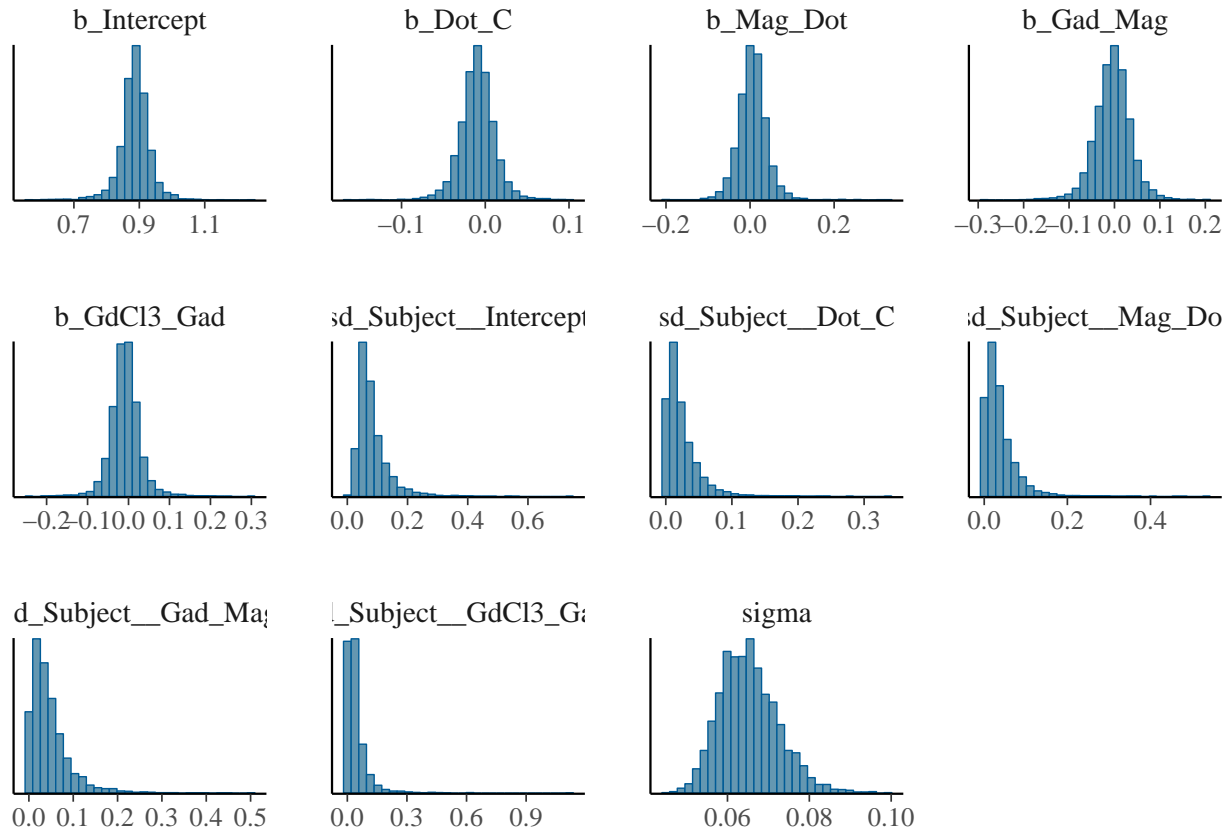 b_Intercept b_Dot_C b_Mag_Dot b_Gad_Mag
0.7 0.9 1.1 −0.1 0.0 0.1 −0.2 0.0 0.2 −0.3 −0.2 −0.1 0.0 0.1 0.2
b_GdCl3_Gad sd_Subject__Intercept sd_Subject__Dot_C sd_Subject__Mag_Do
−0.2 −0.1 0.0 0.1 0.2 0.3 0.0 0.2 0.4 0.6 0.0 0.1 0.2 0.3 0.0 0.2 0.4
d_Subject__Gad_Mag _Subject__GdCl3_Ga sigma
0.0 0.1 0.2 0.3 0.4 0.5 0.0 0.3 0.6 0.9 0.06 0.08 0.10